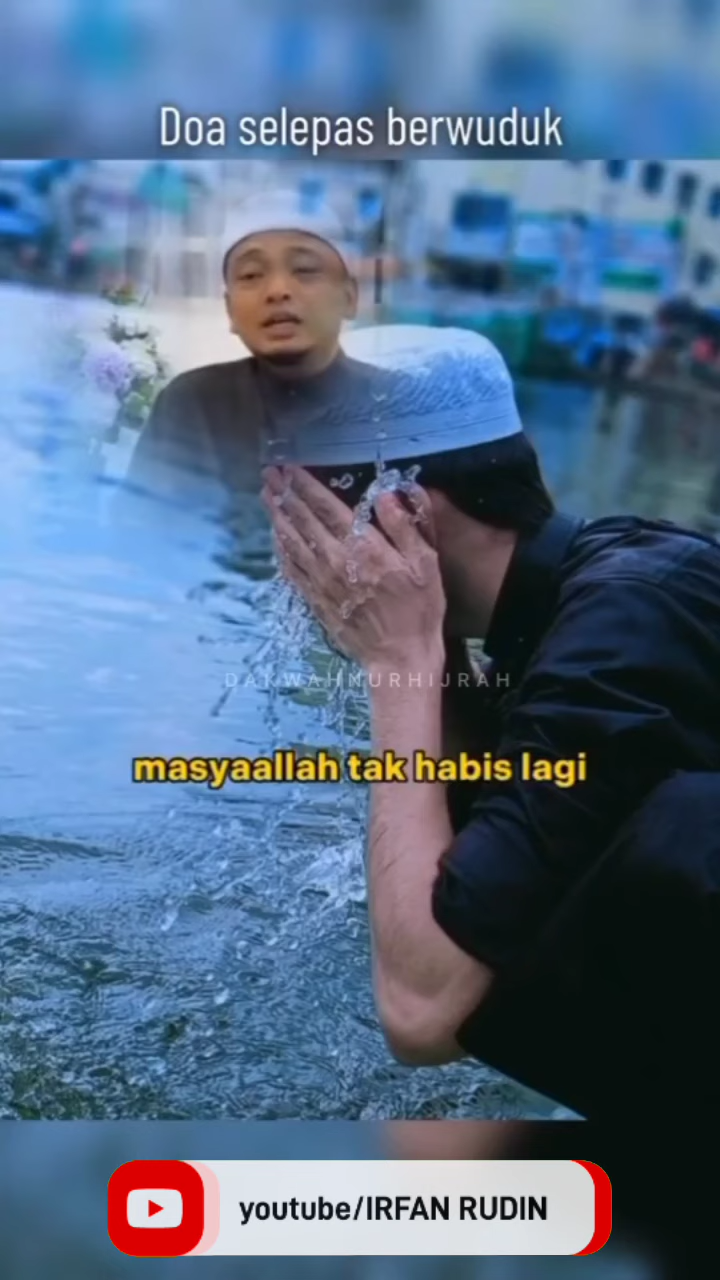 Doa selepas berwuduk
DAKWAHNURHIJRAH
masyaallah tak habis lagi
youtube/IRFAN RUDIN